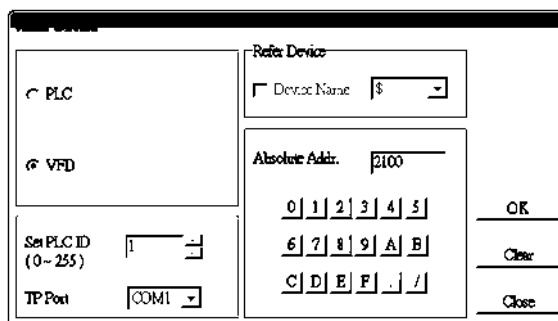 PLC
VFD
Set PLC ID
(0~255)
1
TP Port
COM1
Refer Device
Device Name
$
Absolute Addr.
2100
0 1 2 3 4 5
6 7 8 9 A B
C D E F . /
OK
Clear
Close